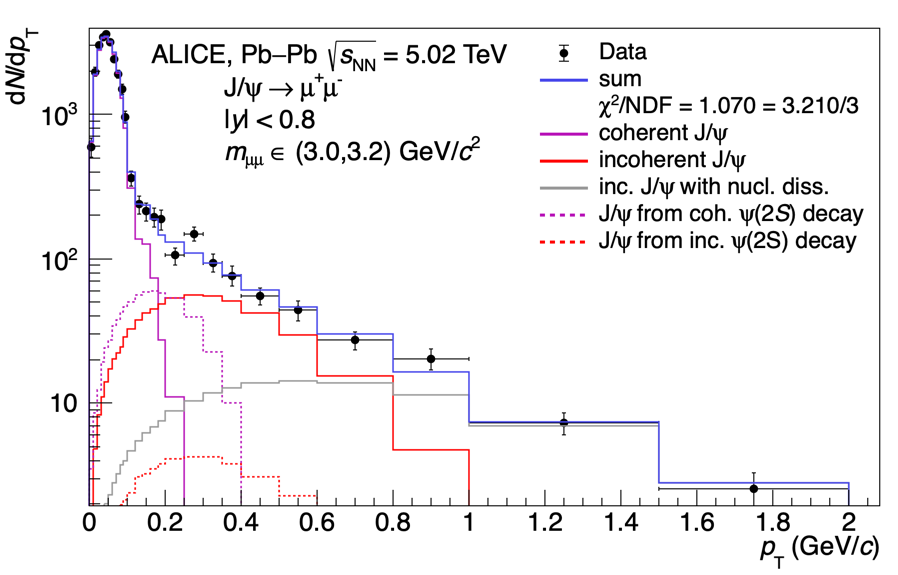 dN/dp_T
ALICE, Pb–Pb √s_NN = 5.02 TeV
J/ψ → μ⁺μ⁻
|y| < 0.8
m_μμ ∈ (3.0,3.2) GeV/c²
Data
sum
χ²/NDF = 1.070 = 3.210/3
coherent J/ψ
incoherent J/ψ
inc. J/ψ with nucl. diss.
J/ψ from coh. ψ(2S) decay
J/ψ from inc. ψ(2S) decay
10³
10²
10
0 0.2 0.4 0.6 0.8 1 1.2 1.4 1.6 1.8 2
p_T (GeV/c)